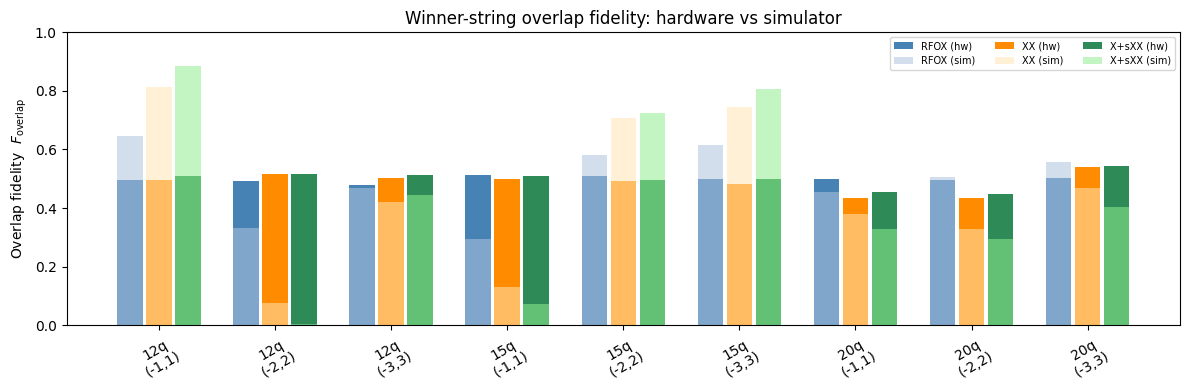 Winner-string overlap fidelity: hardware vs simulator
Overlap fidelity F_overlap
1.0
0.8
0.6
0.4
0.2
0.0
RFOX (hw)
RFOX (sim)
XX (hw)
XX (sim)
X+sXX (hw)
X+sXX (sim)
12q
(-1,1)
12q
(-2,2)
12q
(-3,3)
15q
(-1,1)
15q
(-2,2)
15q
(-3,3)
20q
(-1,1)
20q
(-2,2)
20q
(-3,3)